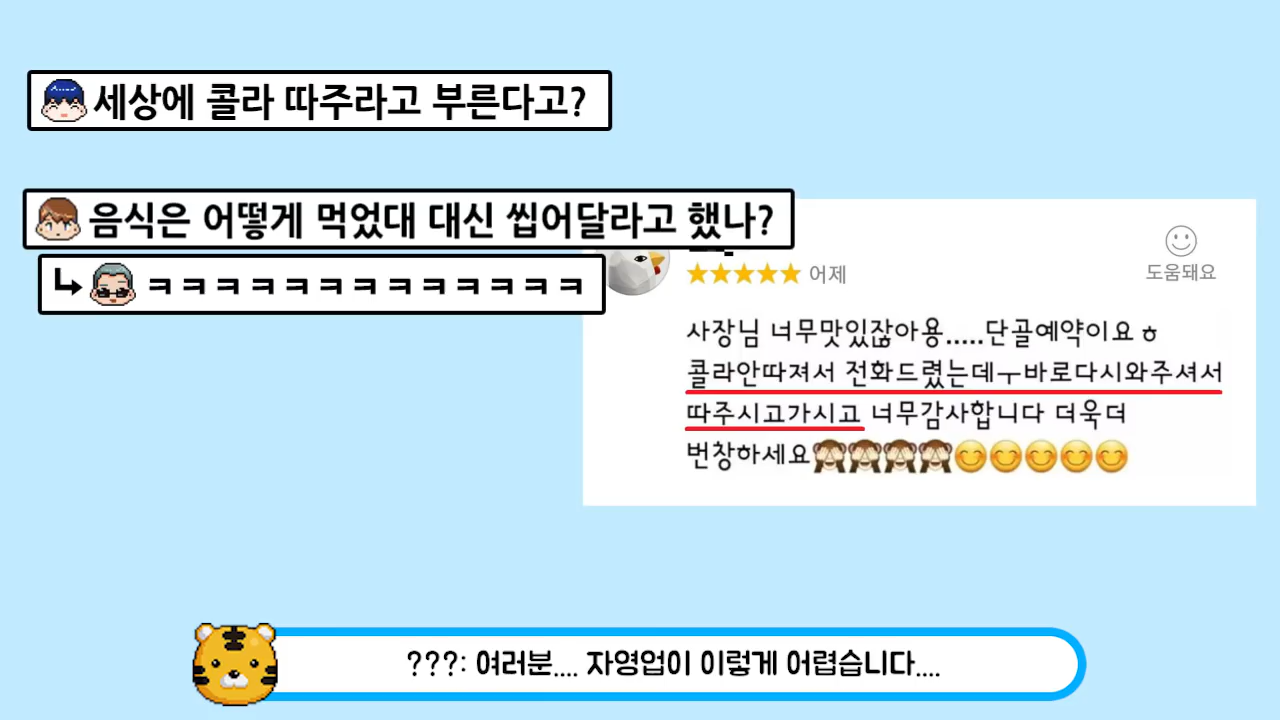 세상에 콜라 따주라고 부른다고?
음식은 어떻게 먹었대 대신 씹어달라고 했나?
ㅋㅋㅋㅋㅋㅋㅋㅋㅋㅋㅋㅋㅋ
★★★★★ 어제
도움돼요
사장님 너무맛있잖아용.....단골예약이요ㅎ
콜라안따져서 전화드렸는데ㅜ바로다시와주셔서
따주시고가시고 너무감사합니다 더욱더
번창하세요🙈🙈🙈🙈😊😊😊😊😊
???: 여러분.... 자영업이 이렇게 어렵습니다....